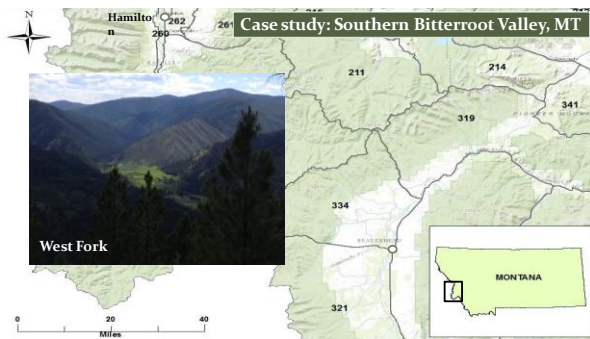 N
Hamilto
n
Case study: Southern Bitterroot Valley, MT
262
261
260
211
214
341
319
334
321
West Fork
MONTANA
0 20 40
Miles